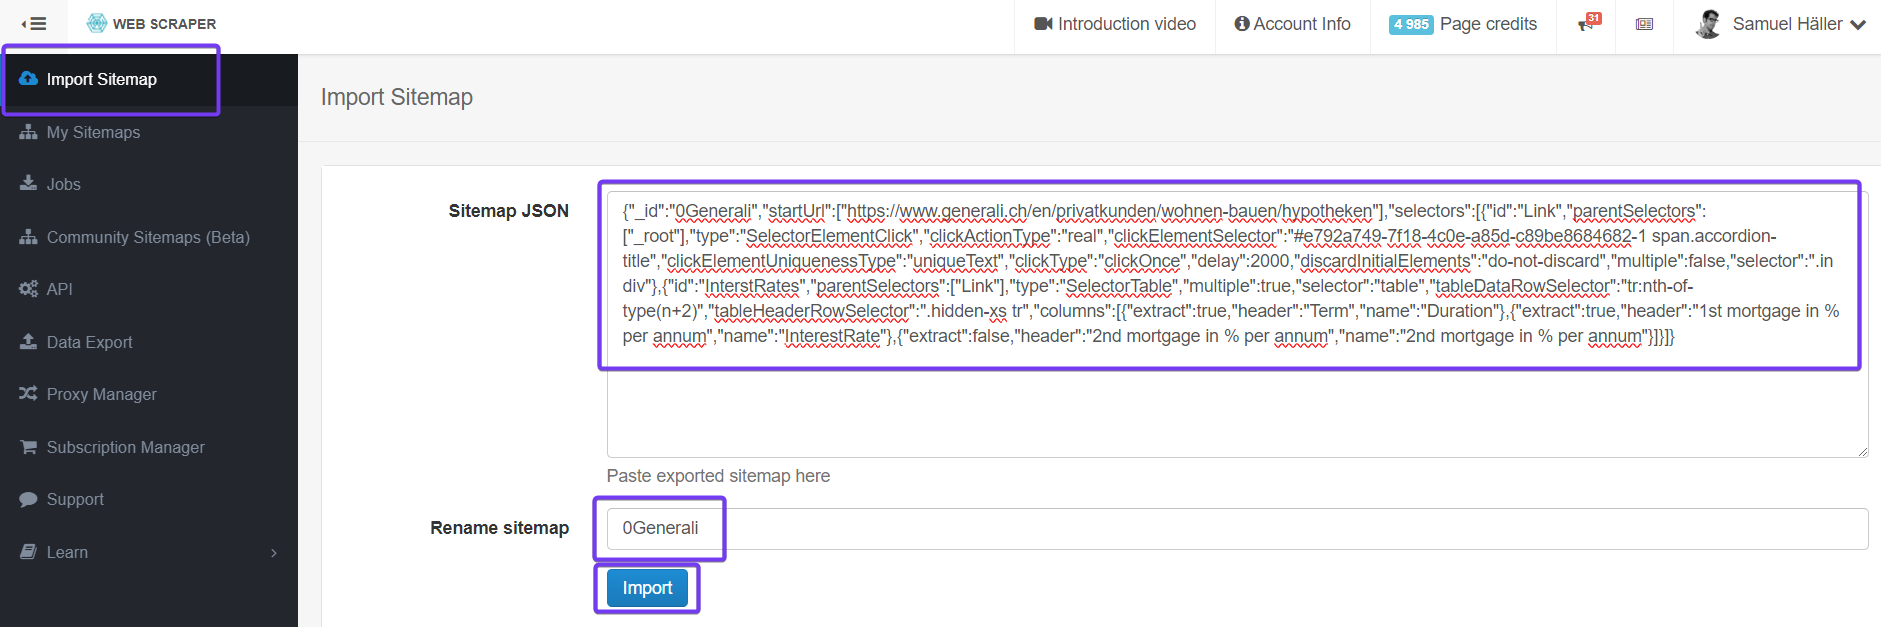 WEB SCRAPER
Introduction video
Account Info
4 985 Page credits
31
Samuel Häller
Import Sitemap
My Sitemaps
Jobs
Community Sitemaps (Beta)
API
Data Export
Proxy Manager
Subscription Manager
Support
Learn
Import Sitemap
Sitemap JSON
{"_id":"0Generali","startUrl":["https://www.generali.ch/en/privatkunden/wohnen-bauen/hypotheken"],"selectors":[{"id":"Link","parentSelectors":
["_root"],"type":"SelectorElementClick","clickActionType":"real","clickElementSelector":"#e792a749-7f18-4c0e-a85d-c89be8684682-1 span.accordion-
title","clickElementUniquenessType":"uniqueText","clickType":"clickOnce","delay":2000,"discardInitialElements":"do-not-discard","multiple":false,"selector":".in
div"},{"id":"InterstRates","parentSelectors":["Link"],"type":"SelectorTable","multiple":true,"selector":"table","tableDataRowSelector":"tr:nth-of-
type(n+2)","tableHeaderRowSelector":".hidden-xs tr","columns":[{"extract":true,"header":"Term","name":"Duration"},{"extract":true,"header":"1st mortgage in %
per annum","name":"InterestRate"},{"extract":false,"header":"2nd mortgage in % per annum","name":"2nd mortgage in % per annum"}]}]}
Paste exported sitemap here
Rename sitemap
0Generali
Import